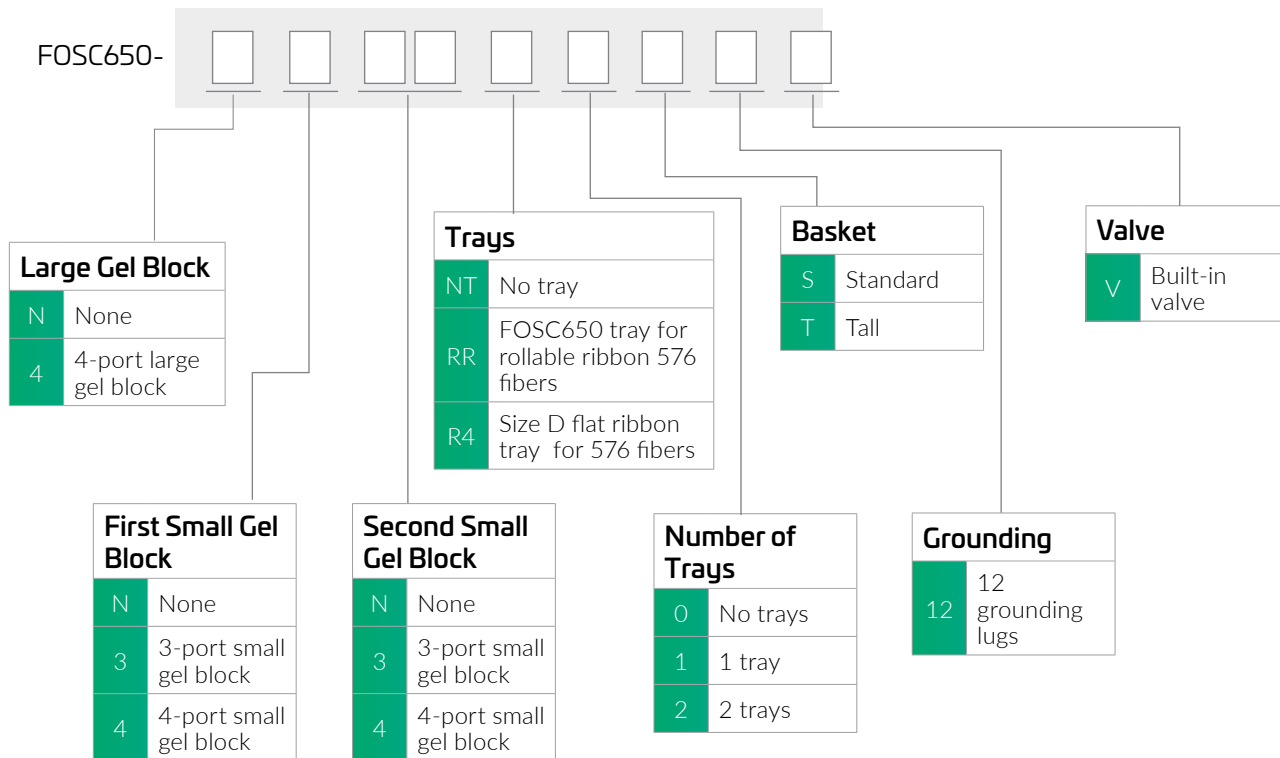 FOSC650-
Large Gel Block
N None
4 4-port large
gel block
Trays
NT No tray
RR FOSC650 tray for
rollable ribbon 576
fibers
R4 Size D flat ribbon
tray for 576 fibers
Basket
S Standard
T Tall
Valve
V Built-in
valve
First Small Gel
Block
N None
3 3-port small
gel block
4 4-port small
gel block
Second Small
Gel Block
N None
3 3-port small
gel block
4 4-port small
gel block
Number of
Trays
0 No trays
1 1 tray
2 2 trays
Grounding
12 12
grounding
lugs